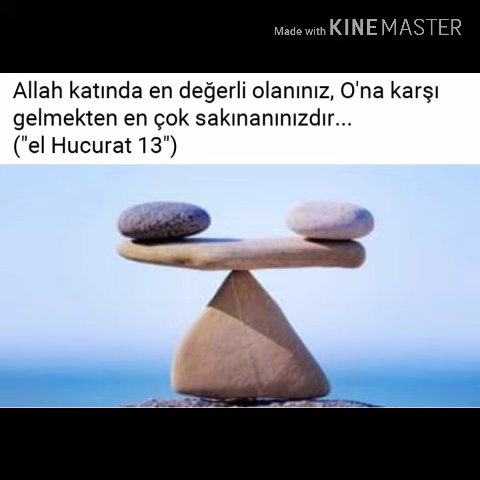 Made with KINEMASTER
Allah katında en değerli olanınız, O'na karşı
gelmekten en çok sakınanınızdır...
("el Hucurat 13")